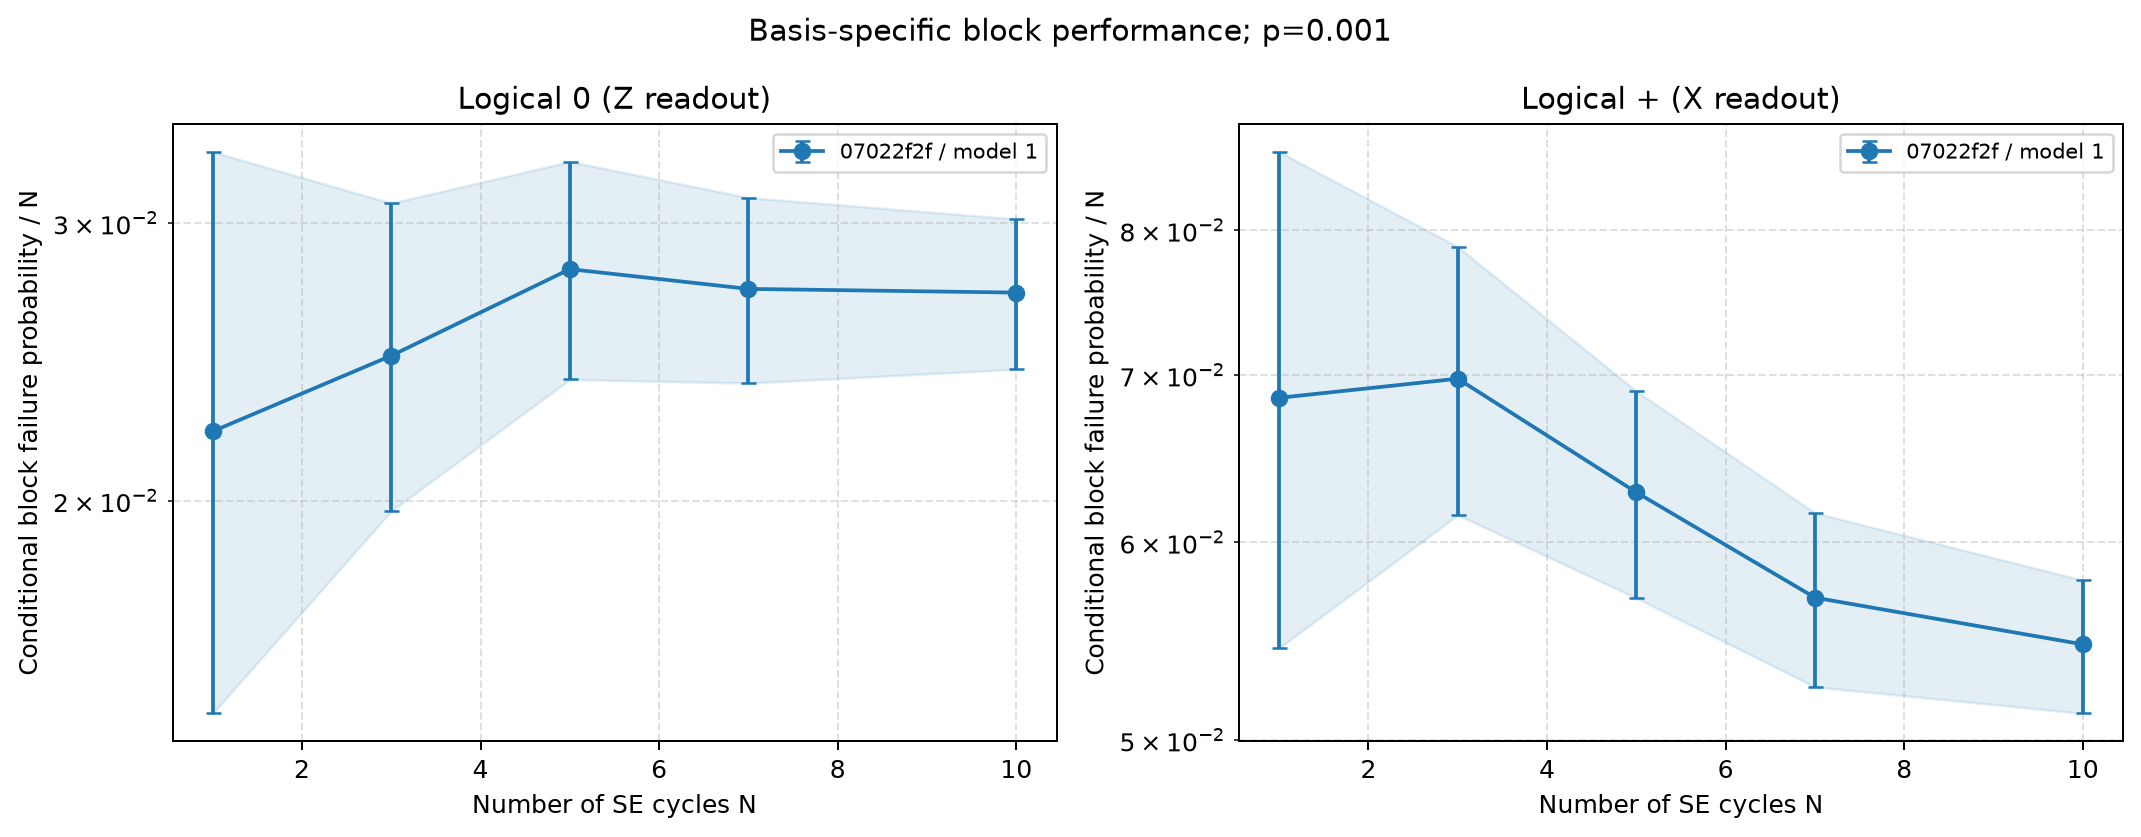 Basis-specific block performance; p=0.001
Logical 0 (Z readout)
07022f2f / model 1
Conditional block failure probability / N
3 × 10⁻²
2 × 10⁻²
2 4 6 8 10
Number of SE cycles N
Logical + (X readout)
07022f2f / model 1
Conditional block failure probability / N
8 × 10⁻²
7 × 10⁻²
6 × 10⁻²
5 × 10⁻²
2 4 6 8 10
Number of SE cycles N